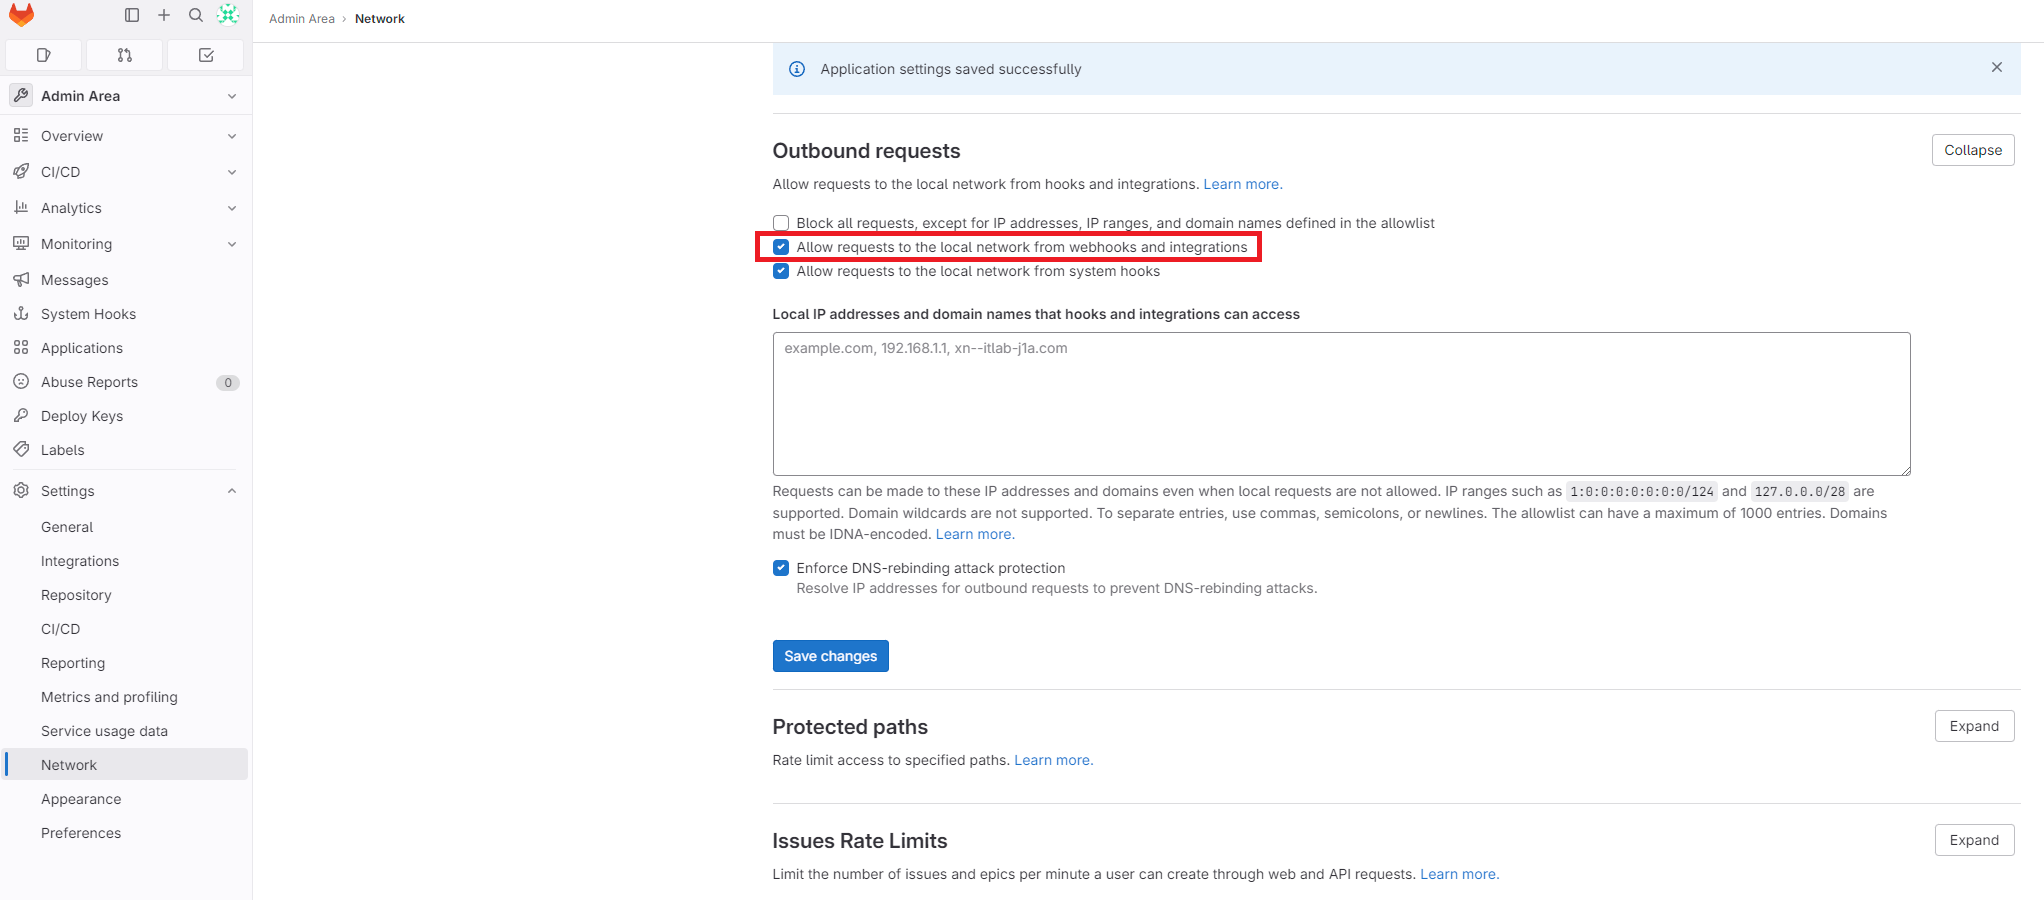 Admin Area › Network
Admin Area
Overview
CI/CD
Analytics
Monitoring
Messages
System Hooks
Applications
Abuse Reports 0
Deploy Keys
Labels
Settings
General
Integrations
Repository
CI/CD
Reporting
Metrics and profiling
Service usage data
Network
Appearance
Preferences
Application settings saved successfully
Outbound requests
Collapse
Allow requests to the local network from hooks and integrations. Learn more.
Block all requests, except for IP addresses, IP ranges, and domain names defined in the allowlist
Allow requests to the local network from webhooks and integrations
Allow requests to the local network from system hooks
Local IP addresses and domain names that hooks and integrations can access
example.com, 192.168.1.1, xn--itlab-j1a.com
Requests can be made to these IP addresses and domains even when local requests are not allowed. IP ranges such as 1:0:0:0:0:0:0:0/124 and 127.0.0.0/28 are
supported. Domain wildcards are not supported. To separate entries, use commas, semicolons, or newlines. The allowlist can have a maximum of 1000 entries. Domains
must be IDNA-encoded. Learn more.
Enforce DNS-rebinding attack protection
Resolve IP addresses for outbound requests to prevent DNS-rebinding attacks.
Save changes
Protected paths
Expand
Rate limit access to specified paths. Learn more.
Issues Rate Limits
Expand
Limit the number of issues and epics per minute a user can create through web and API requests. Learn more.